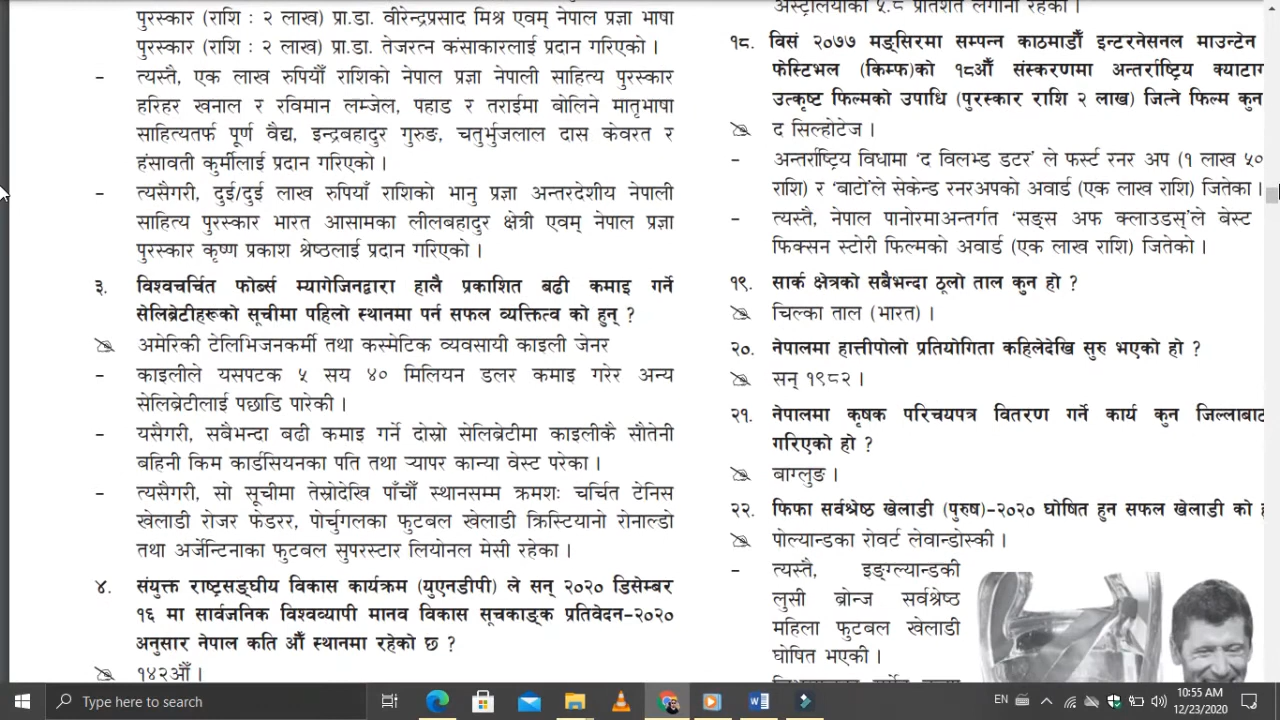 पुरस्कार (राशि : २ लाख) प्रा.डा. वीरेन्द्रप्रसाद मिश्र एवम् नेपाल प्रज्ञा भाषा
पुरस्कार (राशि : २ लाख) प्रा.डा. तेजरत्न कंसाकारलाई प्रदान गरिएको ।
- त्यस्तै, एक लाख रुपियाँ राशिको नेपाल प्रज्ञा नेपाली साहित्य पुरस्कार
हरिहर खनाल र रविमान लम्जेल, पहाड र तराईमा बोलिने मातृभाषा
साहित्यतर्फ पूर्ण वैद्य, इन्द्रबहादुर गुरुङ, चतुर्भुजलाल दास केवरत र
हंसावती कुर्मीलाई प्रदान गरिएको ।
- त्यसैगरी, दुई/दुई लाख रुपियाँ राशिको भानु प्रज्ञा अन्तरदेशीय नेपाली
साहित्य पुरस्कार भारत आसामका लीलबहादुर क्षेत्री एवम् नेपाल प्रज्ञा
पुरस्कार कृष्ण प्रकाश श्रेष्ठलाई प्रदान गरिएको ।
३. विश्वचर्चित फोर्ब्स म्यागेजिनद्वारा हालै प्रकाशित बढी कमाइ गर्ने
सेलिब्रेटीहरूको सूचीमा पहिलो स्थानमा पर्न सफल व्यक्तित्व को हुन् ?
अमेरिकी टेलिभिजनकर्मी तथा कस्मेटिक व्यवसायी काइली जेनर
- काइलीले यसपटक ५ सय ४० मिलियन डलर कमाइ गरेर अन्य
सेलिब्रेटीलाई पछाडि पारेकी ।
- यसैगरी, सबैभन्दा बढी कमाइ गर्ने दोस्रो सेलिब्रेटीमा काइलीकै सौतेनी
बहिनी किम कार्डसियनका पति तथा र्‍यापर कान्या वेस्ट परेका ।
- त्यसैगरी, सो सूचीमा तेस्रोदेखि पाँचौँ स्थानसम्म क्रमशः चर्चित टेनिस
खेलाडी रोजर फेडरर, पोर्चुगलका फुटबल खेलाडी क्रिस्टियानो रोनाल्डो
तथा अर्जेन्टिनाका फुटबल सुपरस्टार लियोनल मेसी रहेका ।
४. संयुक्त राष्ट्रसङ्घीय विकास कार्यक्रम (युएनडीपी) ले सन् २०२० डिसेम्बर
१६ मा सार्वजनिक विश्वव्यापी मानव विकास सूचकाङ्क प्रतिवेदन-२०२०
अनुसार नेपाल कति औँ स्थानमा रहेको छ ?
१४२औँ ।
अस्ट्रेलियाको ५.८ प्रतिशत लगानी रहेको ।
१८. विसं २०७७ मङ्सिरमा सम्पन्न काठमाडौँ इन्टरनेसनल माउन्टेन
फेस्टिभल (किम्फ)को १८औँ संस्करणमा अन्तर्राष्ट्रिय क्याटाग
उत्कृष्ट फिल्मको उपाधि (पुरस्कार राशि २ लाख) जित्ने फिल्म कुन
द सिल्होटेज ।
- अन्तर्राष्ट्रिय विधामा 'द विलभ्ड डटर' ले फर्स्ट रनर अप (१ लाख ५०
राशि) र 'बाटो'ले सेकेन्ड रनरअपको अवार्ड (एक लाख राशि) जितेका ।
- त्यस्तै, नेपाल पानोरमाअन्तर्गत 'सङ्स अफ क्लाउडस्'ले बेस्ट
फिक्सन स्टोरी फिल्मको अवार्ड (एक लाख राशि) जितेको ।
१९. सार्क क्षेत्रको सबैभन्दा ठूलो ताल कुन हो ?
चिल्का ताल (भारत) ।
२०. नेपालमा हात्तीपोलो प्रतियोगिता कहिलेदेखि सुरु भएको हो ?
सन् १९८२ ।
२१. नेपालमा कृषक परिचयपत्र वितरण गर्ने कार्य कुन जिल्लाबाट
गरिएको हो ?
बाग्लुङ ।
२२. फिफा सर्वश्रेष्ठ खेलाडी (पुरुष)-२०२० घोषित हुन सफल खेलाडी को
पोल्यान्डका रोवर्ट लेवान्डोस्की ।
- त्यस्तै, इङ्ग्ल्यान्डकी
लुसी ब्रोन्ज सर्वश्रेष्ठ
महिला फुटबल खेलाडी
घोषित भएकी ।
Type here to search
EN
10:55 AM
12/23/2020